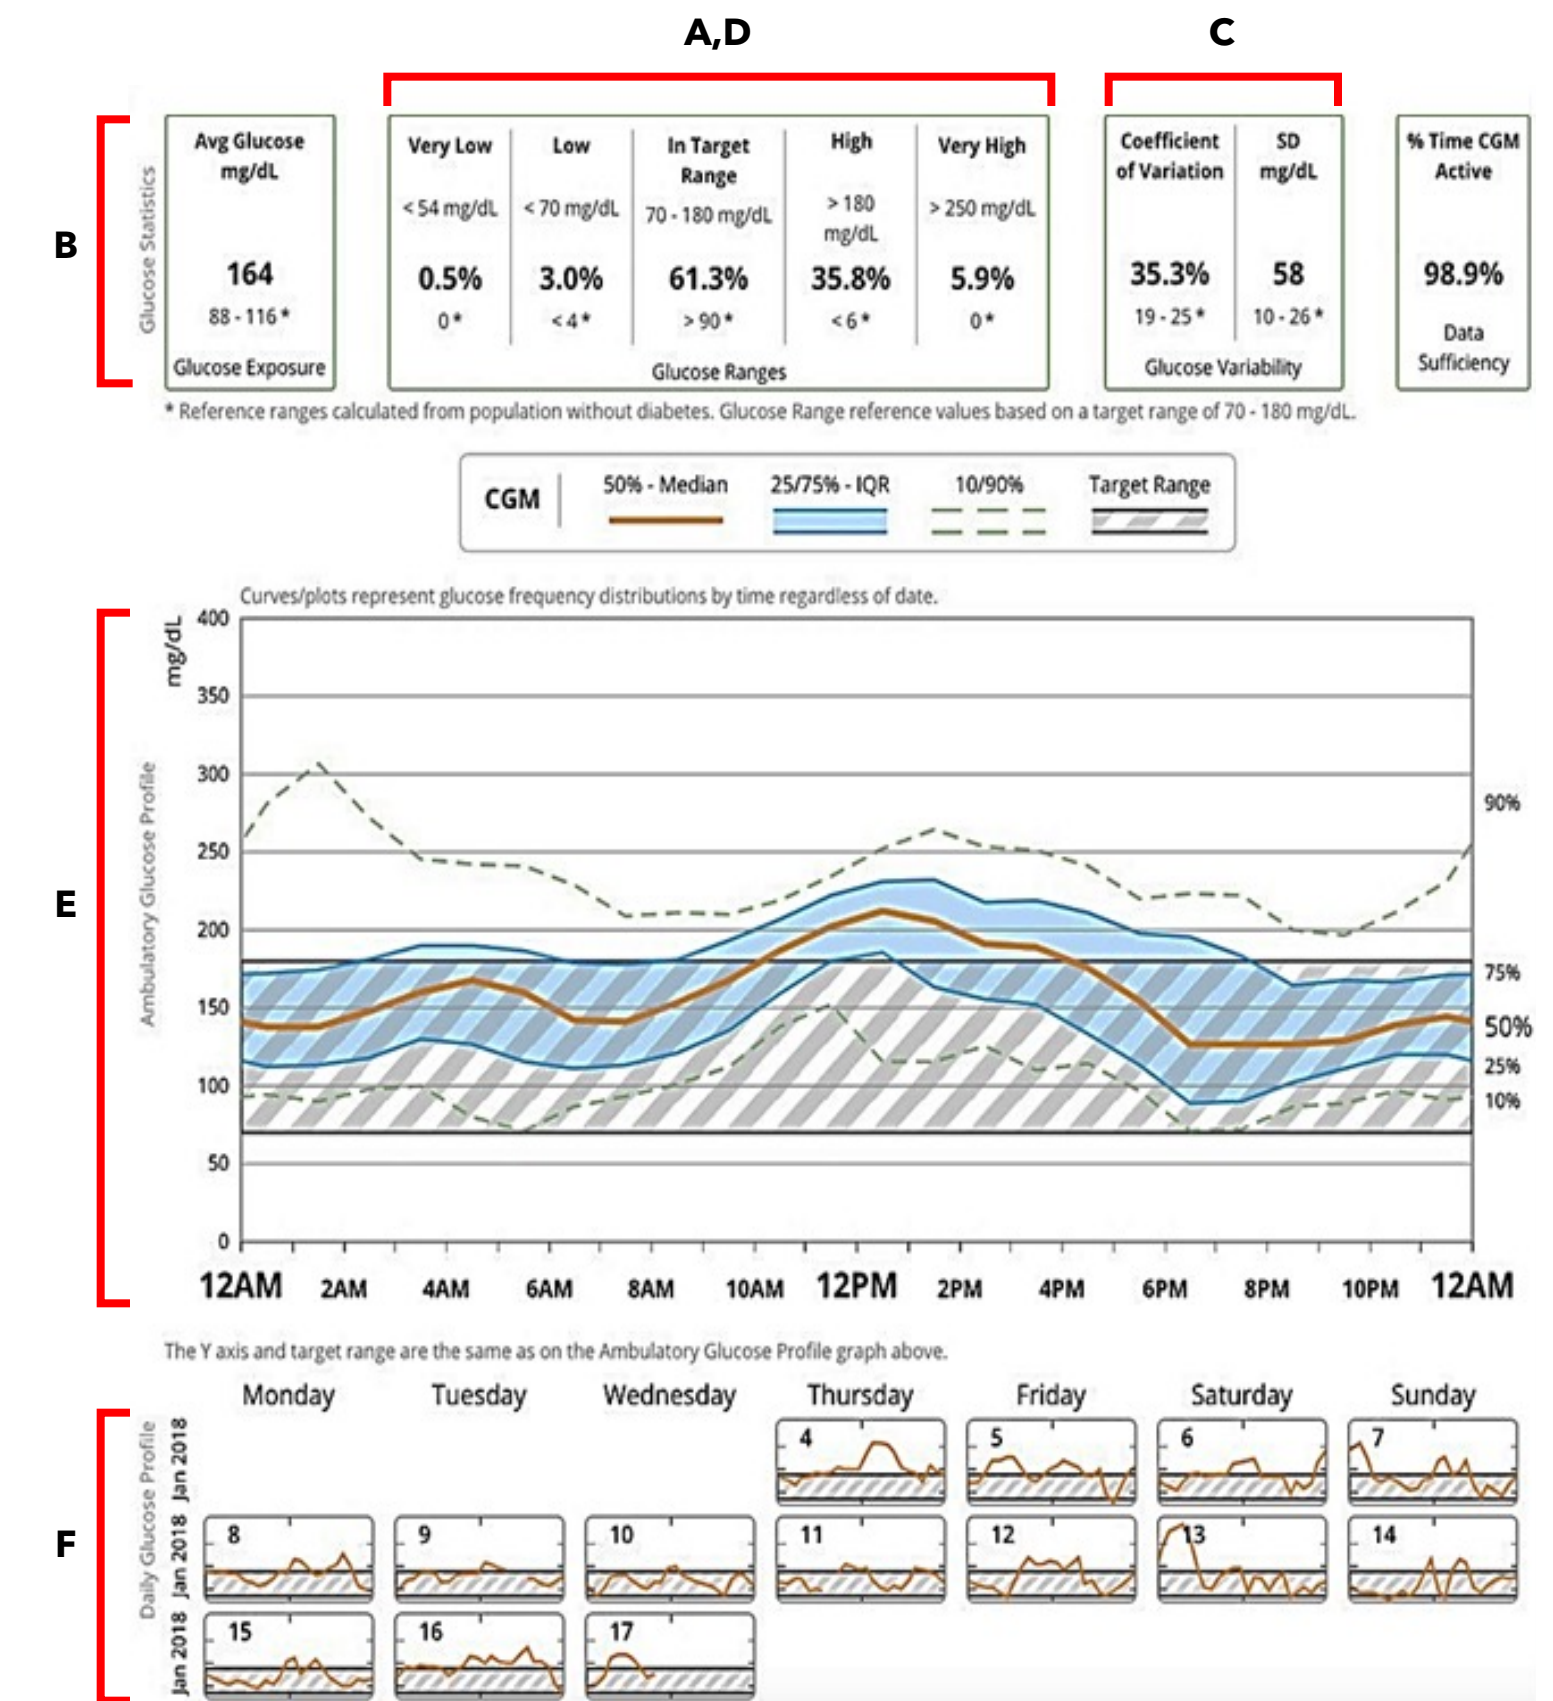 A,D
C
B
Glucose Statistics
Avg Glucose
mg/dL
164
88 - 116 *
Glucose Exposure
Very Low
< 54 mg/dL
0.5%
0 *
Low
< 70 mg/dL
3.0%
< 4 *
In Target
Range
70 - 180 mg/dL
61.3%
> 90 *
High
> 180
mg/dL
35.8%
< 6 *
Very High
> 250 mg/dL
5.9%
0 *
Glucose Ranges
Coefficient
of Variation
35.3%
19 - 25 *
SD
mg/dL
58
10 - 26 *
Glucose Variability
% Time CGM
Active
98.9%
Data
Sufficiency
* Reference ranges calculated from population without diabetes. Glucose Range reference values based on a target range of 70 - 180 mg/dL.
CGM
50% - Median
25/75% - IQR
10/90%
Target Range
Curves/plots represent glucose frequency distributions by time regardless of date.
E
Ambulatory Glucose Profile
mg/dL
400
350
300
250
200
150
100
50
0
90%
75%
50%
25%
10%
12AM 2AM 4AM 6AM 8AM 10AM 12PM 2PM 4PM 6PM 8PM 10PM 12AM
The Y axis and target range are the same as on the Ambulatory Glucose Profile graph above.
F
Daily Glucose Profile
Monday Tuesday Wednesday Thursday Friday Saturday Sunday
Jan 2018
4 5 6 7
Jan 2018
8 9 10 11 12 13 14
Jan 2018
15 16 17